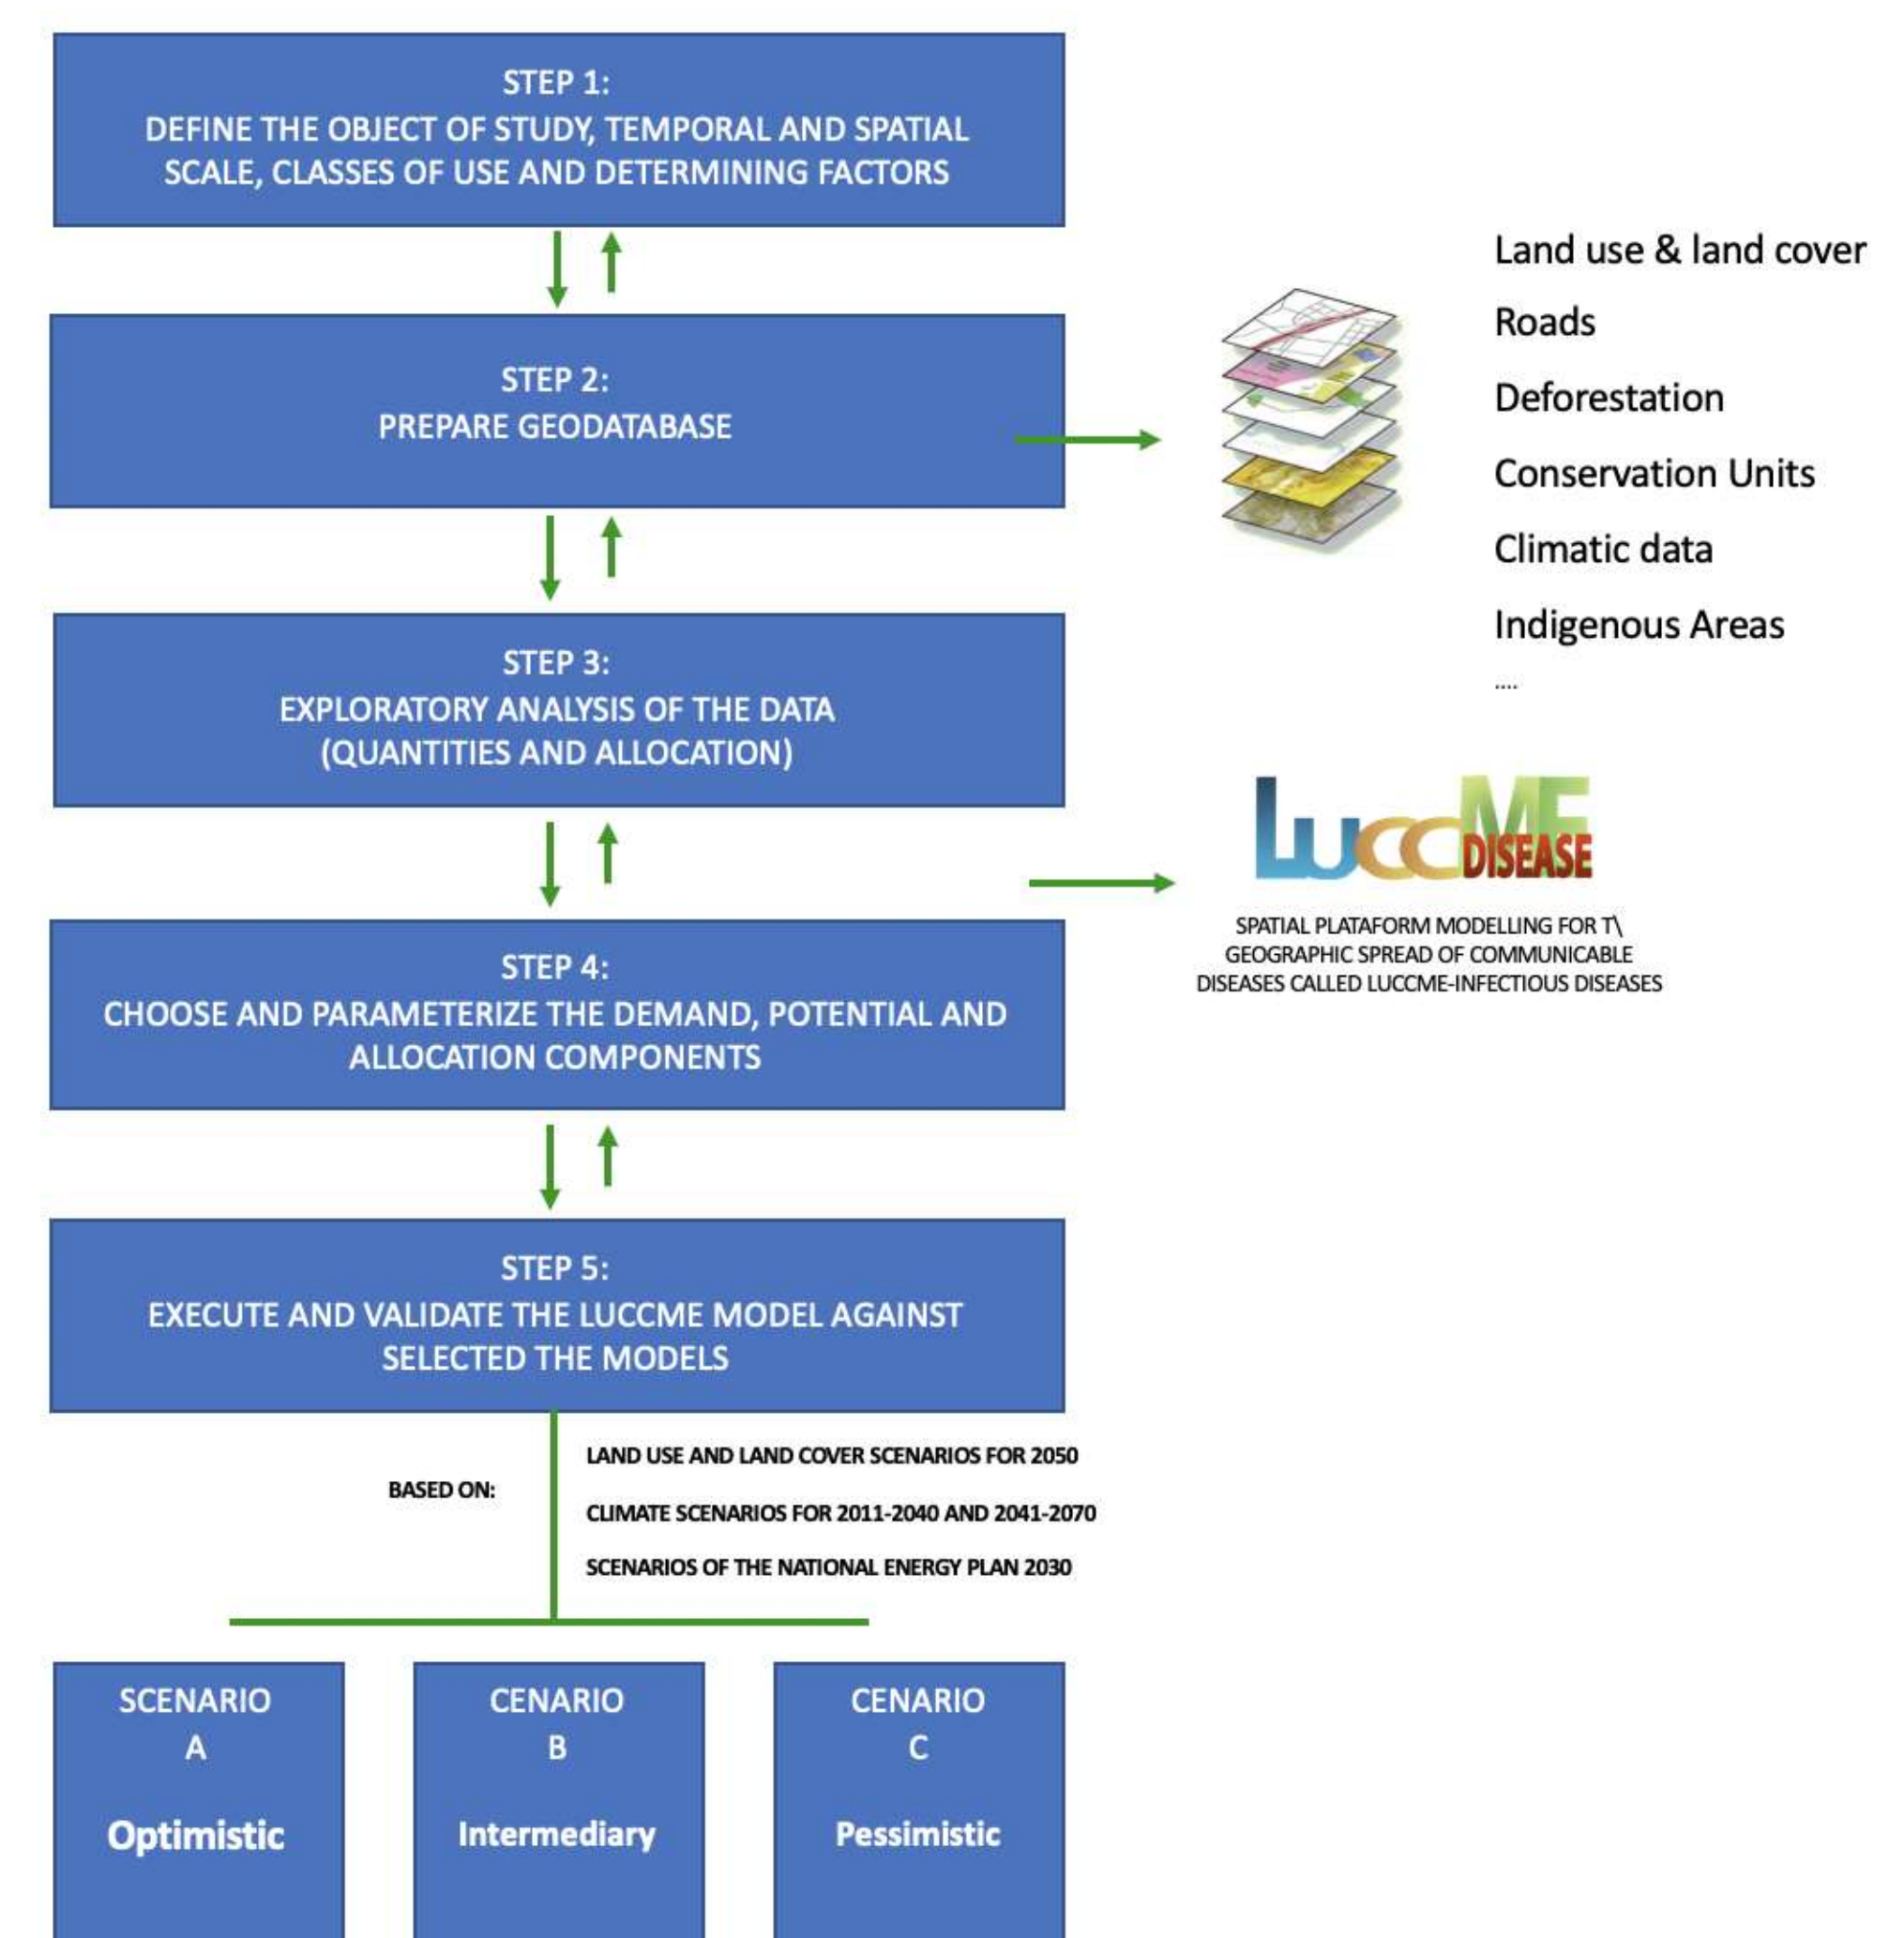 STEP 1:
DEFINE THE OBJECT OF STUDY, TEMPORAL AND SPATIAL
SCALE, CLASSES OF USE AND DETERMINING FACTORS
STEP 2:
PREPARE GEODATABASE
Land use & land cover
Roads
Deforestation
Conservation Units
Climatic data
Indigenous Areas
....
STEP 3:
EXPLORATORY ANALYSIS OF THE DATA
(QUANTITIES AND ALLOCATION)
LuccME
DISEASE
SPATIAL PLATAFORM MODELLING FOR T\
GEOGRAPHIC SPREAD OF COMMUNICABLE
DISEASES CALLED LUCCME-INFECTIOUS DISEASES
STEP 4:
CHOOSE AND PARAMETERIZE THE DEMAND, POTENTIAL AND
ALLOCATION COMPONENTS
STEP 5:
EXECUTE AND VALIDATE THE LUCCME MODEL AGAINST
SELECTED THE MODELS
BASED ON:
LAND USE AND LAND COVER SCENARIOS FOR 2050
CLIMATE SCENARIOS FOR 2011-2040 AND 2041-2070
SCENARIOS OF THE NATIONAL ENERGY PLAN 2030
SCENARIO
A
Optimistic
CENARIO
B
Intermediary
CENARIO
C
Pessimistic